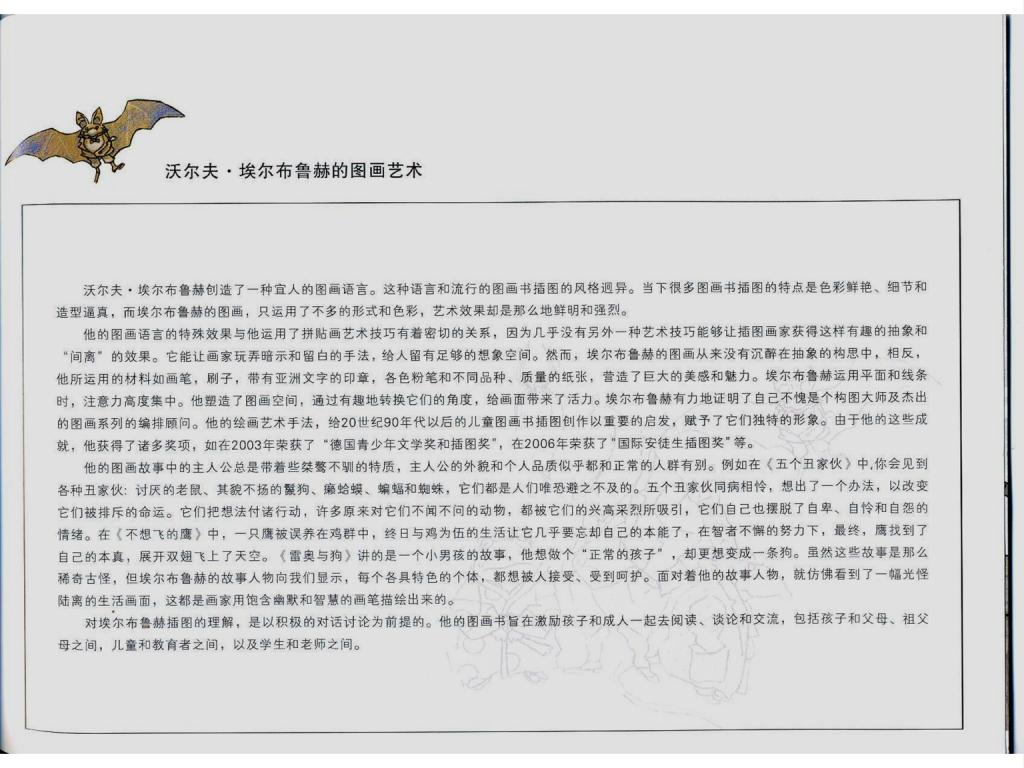 沃尔夫·埃尔布鲁赫的图画艺术
沃尔夫·埃尔布鲁赫创造了一种宜人的图画语言。这种语言和流行的图画书插图的风格迥异。当下很多图画书插图的特点是色彩鲜艳、细节和
造型逼真，而埃尔布鲁赫的图画，只运用了不多的形式和色彩，艺术效果却是那么地鲜明和强烈。
他的图画语言的特殊效果与他运用了拼贴画艺术技巧有着密切的关系，因为几乎没有另外一种艺术技巧能够让插图画家获得这样有趣的抽象和
“间离”的效果。它能让画家玩弄暗示和留白的手法，给人留有足够的想象空间。然而，埃尔布鲁赫的图画从来没有沉醉在抽象的构思中，相反，
他所运用的材料如画笔，刷子，带有亚洲文字的印章，各色粉笔和不同品种、质量的纸张，营造了巨大的美感和魅力。埃尔布鲁赫运用平面和线条
时，注意力高度集中。他塑造了图画空间，通过有趣地转换它们的角度，给画面带来了活力。埃尔布鲁赫有力地证明了自己不愧是个构图大师及杰出
的图画系列的编排顾问。他的绘画艺术手法，给20世纪90年代以后的儿童图画书插图创作以重要的启发，赋予了它们独特的形象。由于他的这些成
就，他获得了诸多奖项，如在2003年荣获了“德国青少年文学奖和插图奖”，在2006年荣获了"国际安徒生插图奖”等。
他的图画故事中的主人公总是带着些桀骜不驯的特质，主人公的外貌和个人品质似乎都和正常的人群有别。例如在《五个丑家伙》中,你会见到
各种丑家伙: 讨厌的老鼠、其貌不扬的鬣狗、癞蛤蟆、蝙蝠和蜘蛛，它们都是人们唯恐避之不及的。五个丑家伙同病相怜，想出了一个办法，以改变
它们被排斥的命运。它们把想法付诸行动，许多原来对它们不闻不问的动物，都被它们的兴高采烈所吸引，它们自己也摆脱了自卑、自怜和自怨的
情绪。在《不想飞的鹰》中，一只鹰被误养在鸡群中，终日与鸡为伍的生活让它几乎要忘却自己的本能了，在智者不懈的努力下，最终，鹰找到了
自己的本真，展开双翅飞上了天空。《雷奥与狗》讲的是一个小男孩的故事，他想做个“正常的孩子”，却更想变成一条狗。虽然这些故事是那么
稀奇古怪，但埃尔布鲁赫的故事人物向我们显示，每个各具特色的个体，都想被人接受、受到呵护。面对着他的故事人物，就仿佛看到了一幅光怪
陆离的生活画面，这都是画家用饱含幽默和智慧的画笔描绘出来的。
对埃尔布鲁赫插图的理解，是以积极的对话讨论为前提的。他的图画书旨在激励孩子和成人一起去阅读、谈论和交流，包括孩子和父母、祖父
母之间，儿童和教育者之间，以及学生和老师之间。